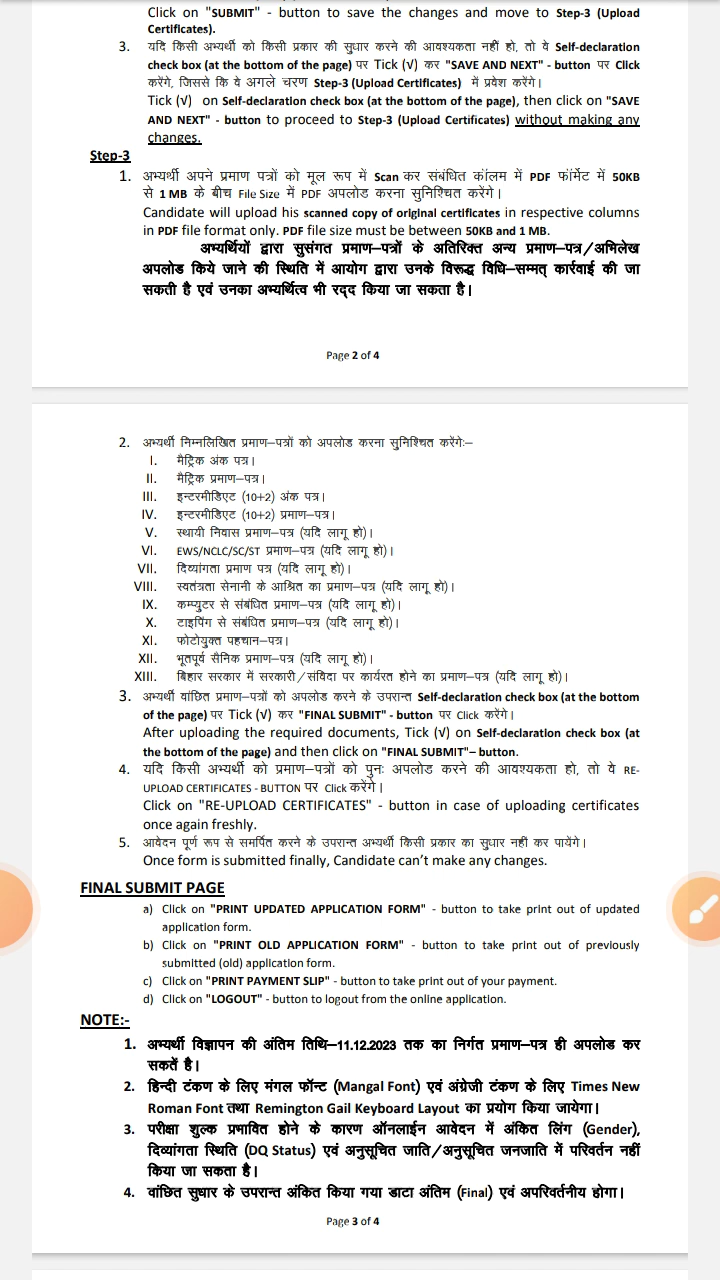 Click on "SUBMIT" - button to save the changes and move to Step-3 (Upload
Certificates).
3. यदि किसी अभ्यर्थी को किसी प्रकार की सुधार करने की आवश्यकता नहीं हो, तो वे Self-declaration
check box (at the bottom of the page) पर Tick (√) कर "SAVE AND NEXT" - button पर Click
करेंगे, जिससे कि वे अगले चरण Step-3 (Upload Certificates) में प्रवेश करेंगे।
Tick (√) on Self-declaration check box (at the bottom of the page), then click on "SAVE
AND NEXT" - button to proceed to Step-3 (Upload Certificates) without making any
changes.
Step-3
1. अभ्यर्थी अपने प्रमाण पत्रों को मूल रूप में Scan कर संबंधित कॉलम में PDF फॉर्मेट में 50KB
से 1 MB के बीच File Size में PDF अपलोड करना सुनिश्चित करेंगे।
Candidate will upload his scanned copy of original certificates in respective columns
in PDF file format only. PDF file size must be between 50KB and 1 MB.
अभ्यर्थियों द्वारा सुसंगत प्रमाण–पत्रों के अतिरिक्त अन्य प्रमाण–पत्र/अभिलेख
अपलोड किये जाने की स्थिति में आयोग द्वारा उनके विरूद्ध विधि–सम्मत् कार्रवाई की जा
सकती है एवं उनका अभ्यर्थित्व भी रद्द किया जा सकता है।
Page 2 of 4
2. अभ्यर्थी निम्नलिखित प्रमाण–पत्रों को अपलोड करना सुनिश्चित करेंगेः–
I. मैट्रिक अंक पत्र।
II. मैट्रिक प्रमाण–पत्र।
III. इन्टरमीडिएट (10+2) अंक पत्र।
IV. इन्टरमीडिएट (10+2) प्रमाण–पत्र।
V. स्थायी निवास प्रमाण–पत्र (यदि लागू हो)।
VI. EWS/NCLC/SC/ST प्रमाण–पत्र (यदि लागू हो)।
VII. दिव्यांगता प्रमाण पत्र (यदि लागू हो)।
VIII. स्वतंत्रता सेनानी के आश्रित का प्रमाण–पत्र (यदि लागू हो)।
IX. कम्प्युटर से संबंधित प्रमाण–पत्र (यदि लागू हो)।
X. टाइपिंग से संबंधित प्रमाण–पत्र (यदि लागू हो)।
XI. फोटोयुक्त पहचान–पत्र।
XII. भूतपूर्व सैनिक प्रमाण–पत्र (यदि लागू हो)।
XIII. बिहार सरकार में सरकारी/संविदा पर कार्यरत होने का प्रमाण–पत्र (यदि लागू हो)।
3. अभ्यर्थी वांछित प्रमाण–पत्रों को अपलोड करने के उपरान्त Self-declaration check box (at the bottom
of the page) पर Tick (√) कर "FINAL SUBMIT" - button पर Click करेंगे।
After uploading the required documents, Tick (√) on Self-declaration check box (at
the bottom of the page) and then click on "FINAL SUBMIT"– button.
4. यदि किसी अभ्यर्थी को प्रमाण–पत्रों को पुनः अपलोड करने की आवश्यकता हो, तो वे RE-
UPLOAD CERTIFICATES - BUTTON पर Click करेंगे।
Click on "RE-UPLOAD CERTIFICATES" - button in case of uploading certificates
once again freshly.
5. आवेदन पूर्ण रूप से समर्पित करने के उपरान्त अभ्यर्थी किसी प्रकार का सुधार नहीं कर पायेंगे।
Once form is submitted finally, Candidate can't make any changes.
FINAL SUBMIT PAGE
a) Click on "PRINT UPDATED APPLICATION FORM" - button to take print out of updated
application form.
b) Click on "PRINT OLD APPLICATION FORM" - button to take print out of previously
submitted (old) application form.
c) Click on "PRINT PAYMENT SLIP" - button to take print out of your payment.
d) Click on "LOGOUT" - button to logout from the online application.
NOTE:-
1. अभ्यर्थी विज्ञापन की अंतिम तिथि–11.12.2023 तक का निर्गत प्रमाण–पत्र ही अपलोड कर
सकतें है।
2. हिन्दी टंकण के लिए मंगल फॉन्ट (Mangal Font) एवं अंग्रेजी टंकण के लिए Times New
Roman Font तथा Remington Gail Keyboard Layout का प्रयोग किया जायेगा।
3. परीक्षा शुल्क प्रभावित होने के कारण ऑनलाईन आवेदन में अंकित लिंग (Gender),
दिव्यांगता स्थिति (DQ Status) एवं अनुसूचित जाति/अनुसूचित जनजाति में परिवर्तन नहीं
किया जा सकता है।
4. वांछित सुधार के उपरान्त अंकित किया गया डाटा अंतिम (Final) एवं अपरिवर्तनीय होगा।
Page 3 of 4